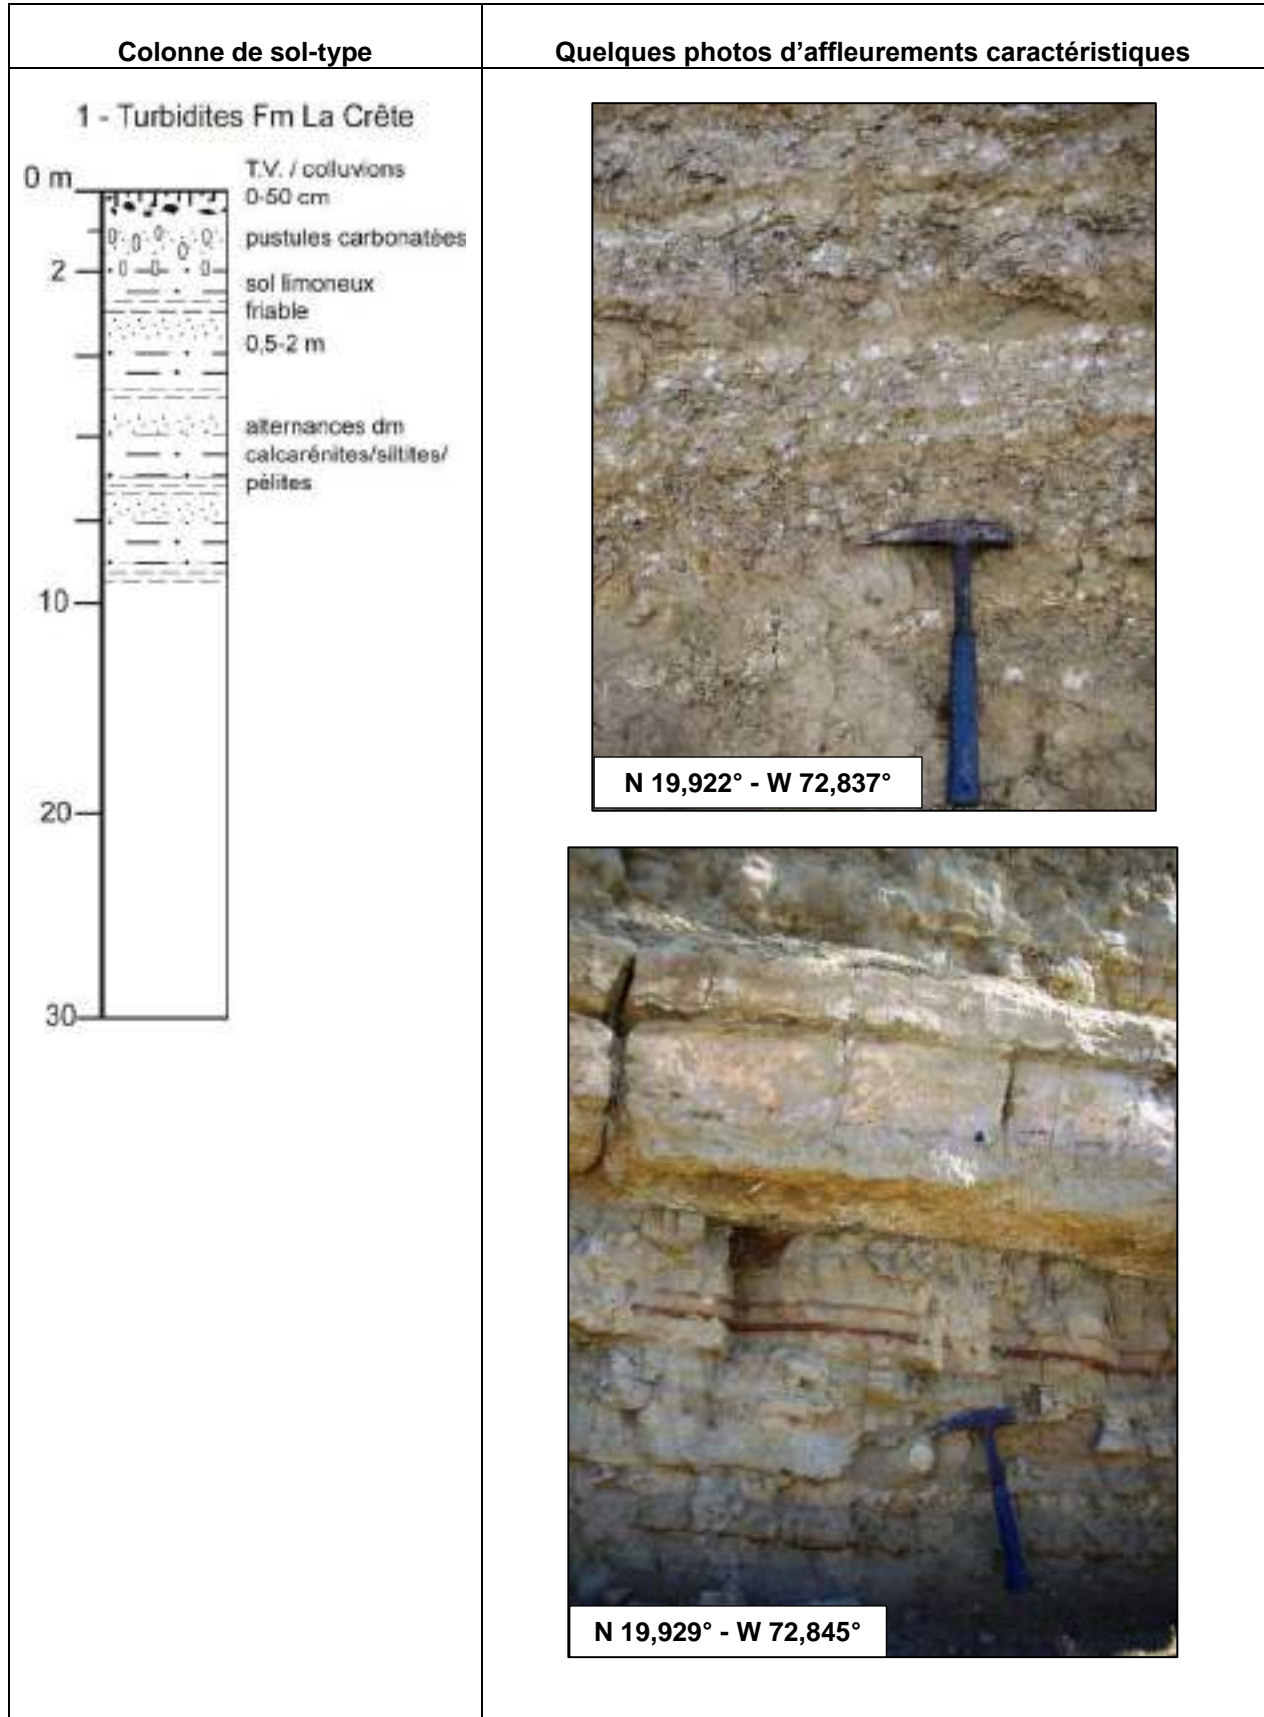 Colonne de sol-type
Quelques photos d’affleurements caractéristiques
1 - Turbidites Fm La Crête
0 m
T.V. / colluvions
0-50 cm
pustules carbonatées
2
sol limoneux
friable
0,5-2 m
alternances dm
calcarénites/siltites/
pélites
10
20
30
N 19,922° - W 72,837°
N 19,929° - W 72,845°